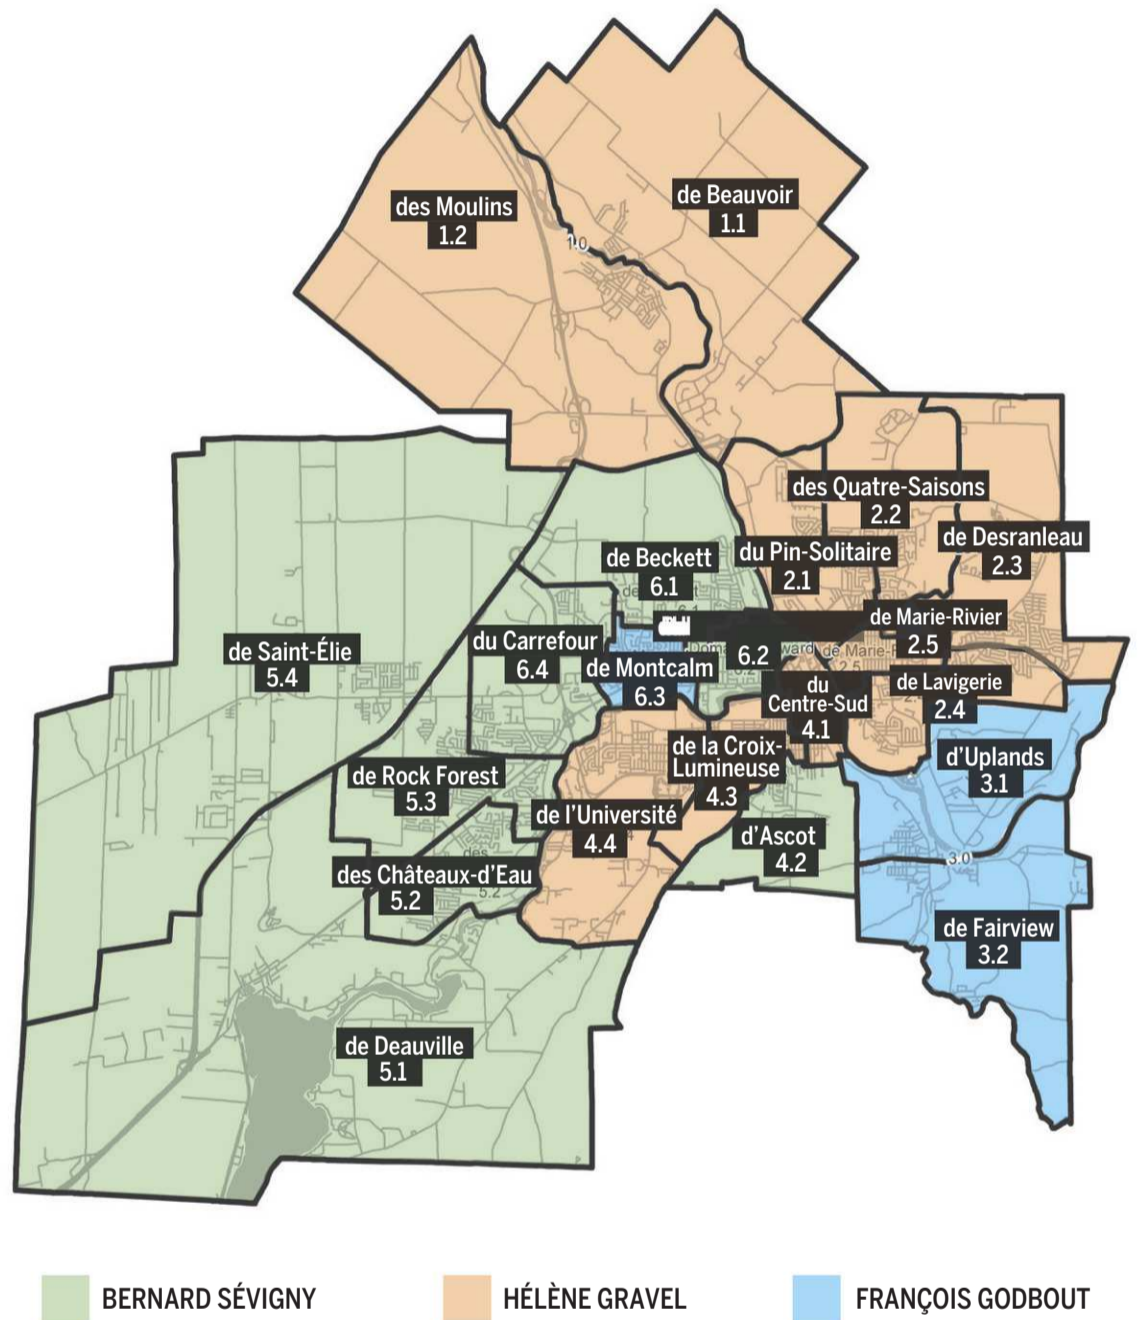 des Moulins
1.2
de Beauvoir
1.1
1.0
des Quatre-Saisons
2.2
de Desranleau
2.3
du Pin-Solitaire
2.1
de Beckett
6.1
de Marie-Rivier
2.5
du Carrefour
6.4
de Saint-Élie
5.4
de Montcalm
6.3
6.2
du
Centre-Sud
4.1
de Lavigerie
2.4
de la Croix-
Lumineuse
4.3
d'Uplands
3.1
de Rock Forest
5.3
de l'Université
4.4
d'Ascot
4.2
des
des Châteaux-d'Eau
5.2
5.2
3.0
de Fairview
3.2
de Deauville
5.1
BERNARD SÉVIGNY
HÉLÈNE GRAVEL
FRANÇOIS GODBOUT